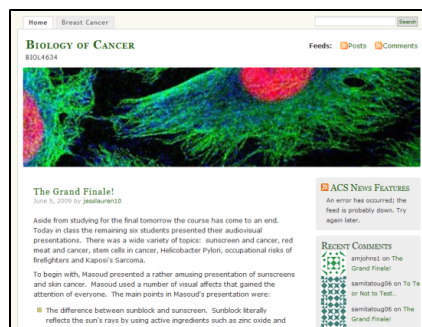 Home Breast Cancer Search
BIOLOGY OF CANCER
BIOL4634
Feeds: Posts Comments
The Grand Finale!
June 5, 2009 by jesslauren10
Aside from studying for the final tomorrow the course has come to an end.
Today in class the remaining six students presented their audiovisual
presentations. There was a wide variety of topics: sunscreen and cancer, red
meat and cancer, stem cells in cancer, Helicobacter Pylori, occupational risks of
firefighters and Kaposi's Sarcoma.
To begin with, Masoud presented a rather amusing presentation of sunscreens
and skin cancer. Masoud used a number of visual affects that gained the
attention of everyone. The main points in Masoud's presentation were:
The difference between sunblock and sunscreen. Sunblock literally
reflects the sun's rays by using active ingredients such as zinc oxide and
ACS NEWS FEATURES
An error has occurred; the
feed is probably down. Try
again later.
RECENT COMMENTS
amjohns1 on The
Grand Finale!
samitatoug06 on To Te
or Not to Test...
samitatoug06 on The
Grand Finale!